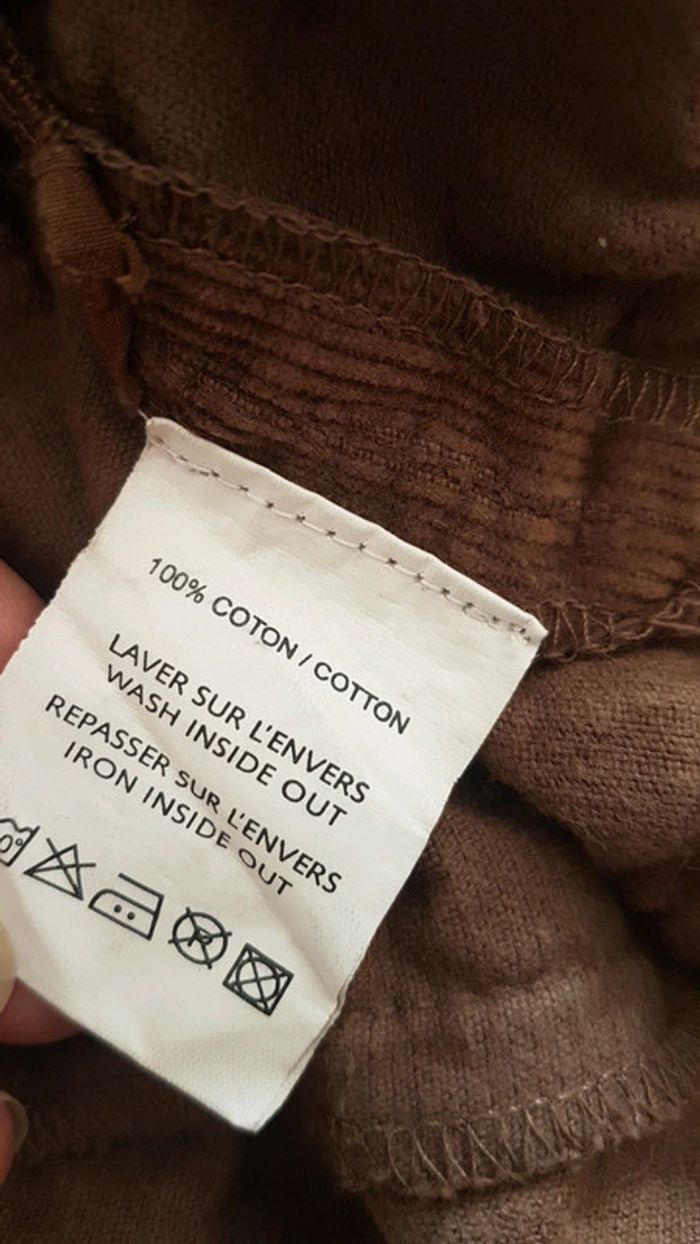 100% COTON / COTTON
LAVER SUR L'ENVERS
WASH INSIDE OUT
REPASSER SUR L'ENVERS
IRON INSIDE OUT
P